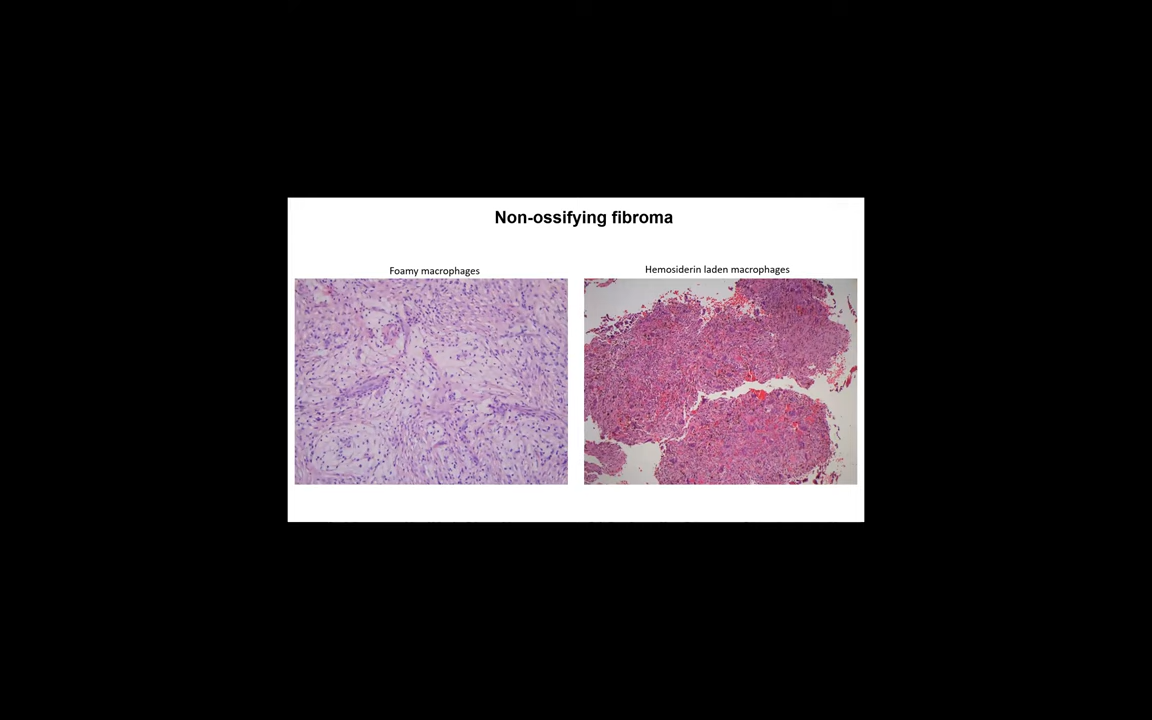 Non-ossifying fibroma
Foamy macrophages
Hemosiderin laden macrophages